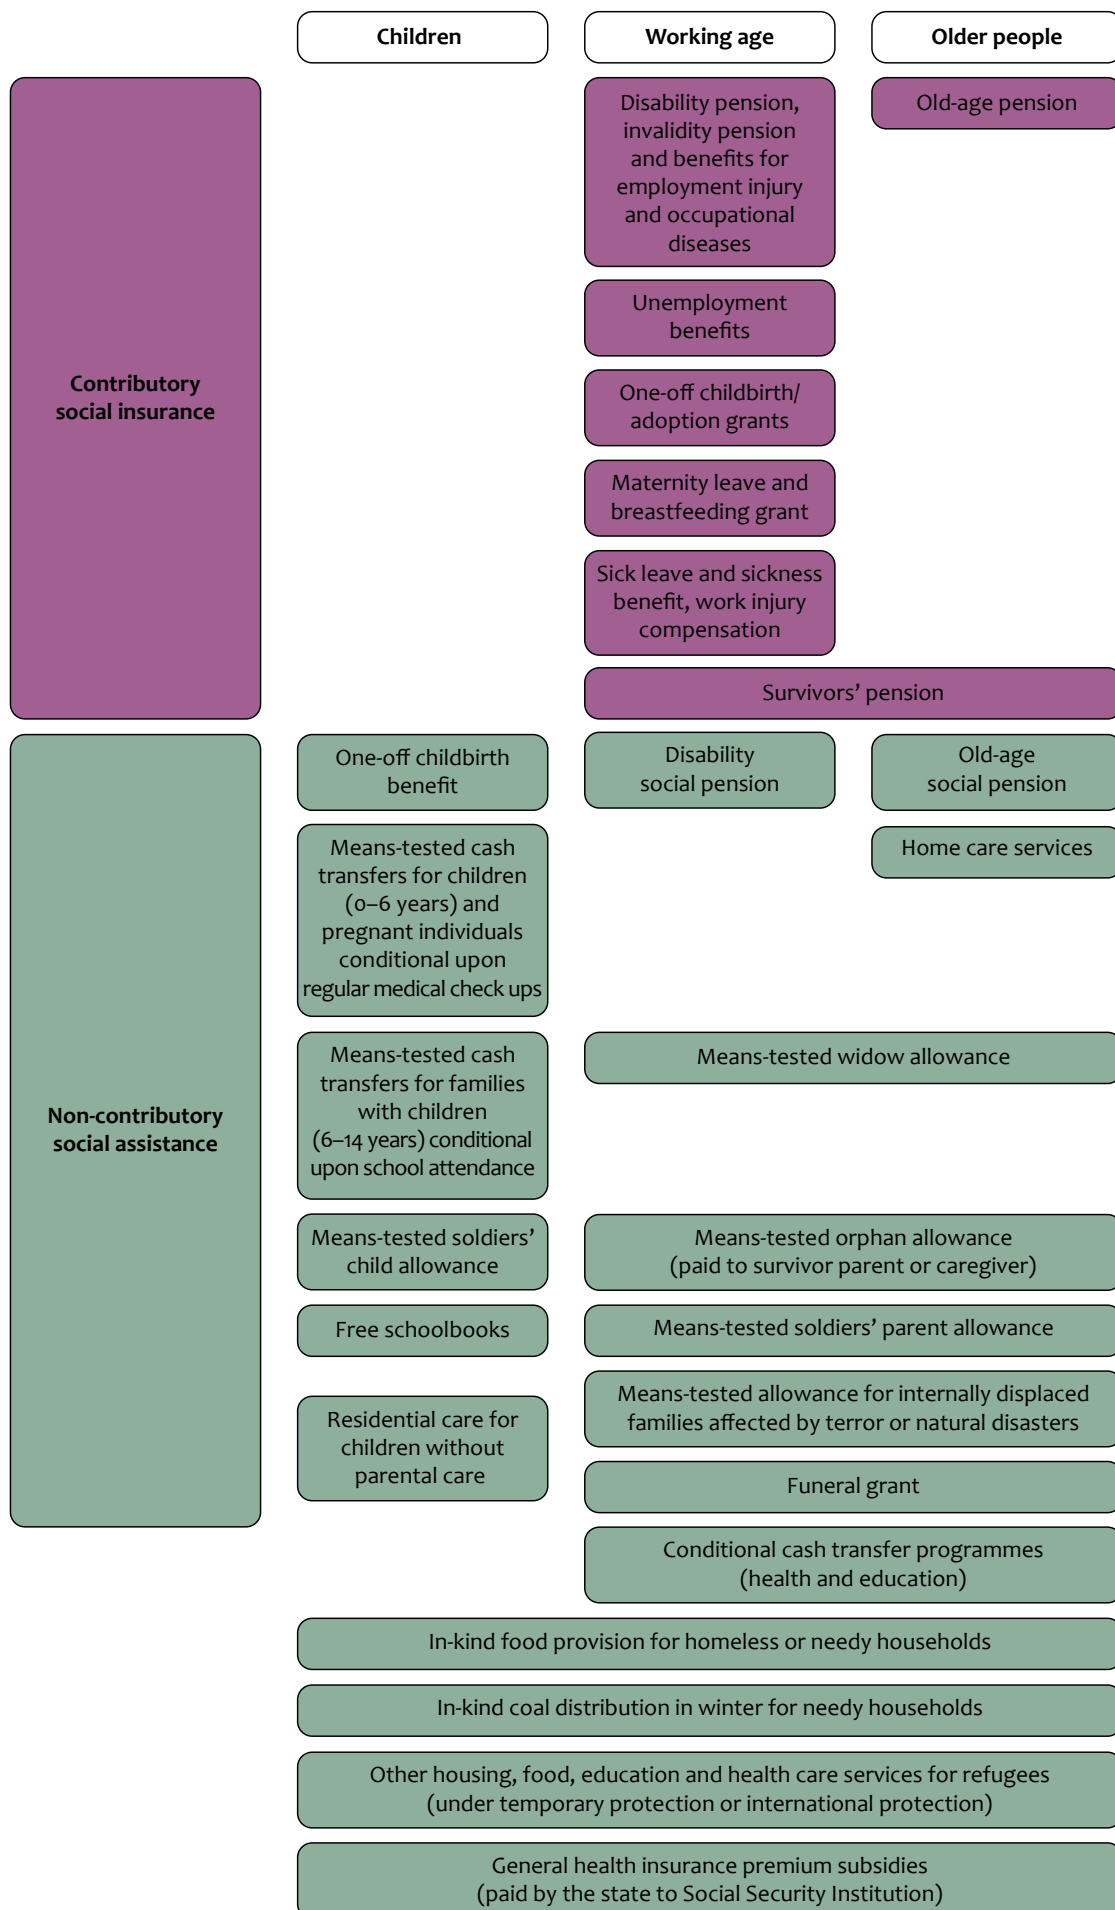 Children
Working age
Older people
Contributory
social insurance
Disability pension,
invalidity pension
and benefits for
employment injury
and occupational
diseases
Old-age pension
Unemployment
benefits
One-off childbirth/
adoption grants
Maternity leave and
breastfeeding grant
Sick leave and sickness
benefit, work injury
compensation
Survivors’ pension
Non-contributory
social assistance
One-off childbirth
benefit
Disability
social pension
Old-age
social pension
Means-tested cash
transfers for children
(0–6 years) and
pregnant individuals
conditional upon
regular medical check ups
Home care services
Means-tested cash
transfers for families
with children
(6–14 years) conditional
upon school attendance
Means-tested widow allowance
Means-tested soldiers’
child allowance
Means-tested orphan allowance
(paid to survivor parent or caregiver)
Free schoolbooks
Means-tested soldiers’ parent allowance
Residential care for
children without
parental care
Means-tested allowance for internally displaced
families affected by terror or natural disasters
Funeral grant
Conditional cash transfer programmes
(health and education)
In-kind food provision for homeless or needy households
In-kind coal distribution in winter for needy households
Other housing, food, education and health care services for refugees
(under temporary protection or international protection)
General health insurance premium subsidies
(paid by the state to Social Security Institution)